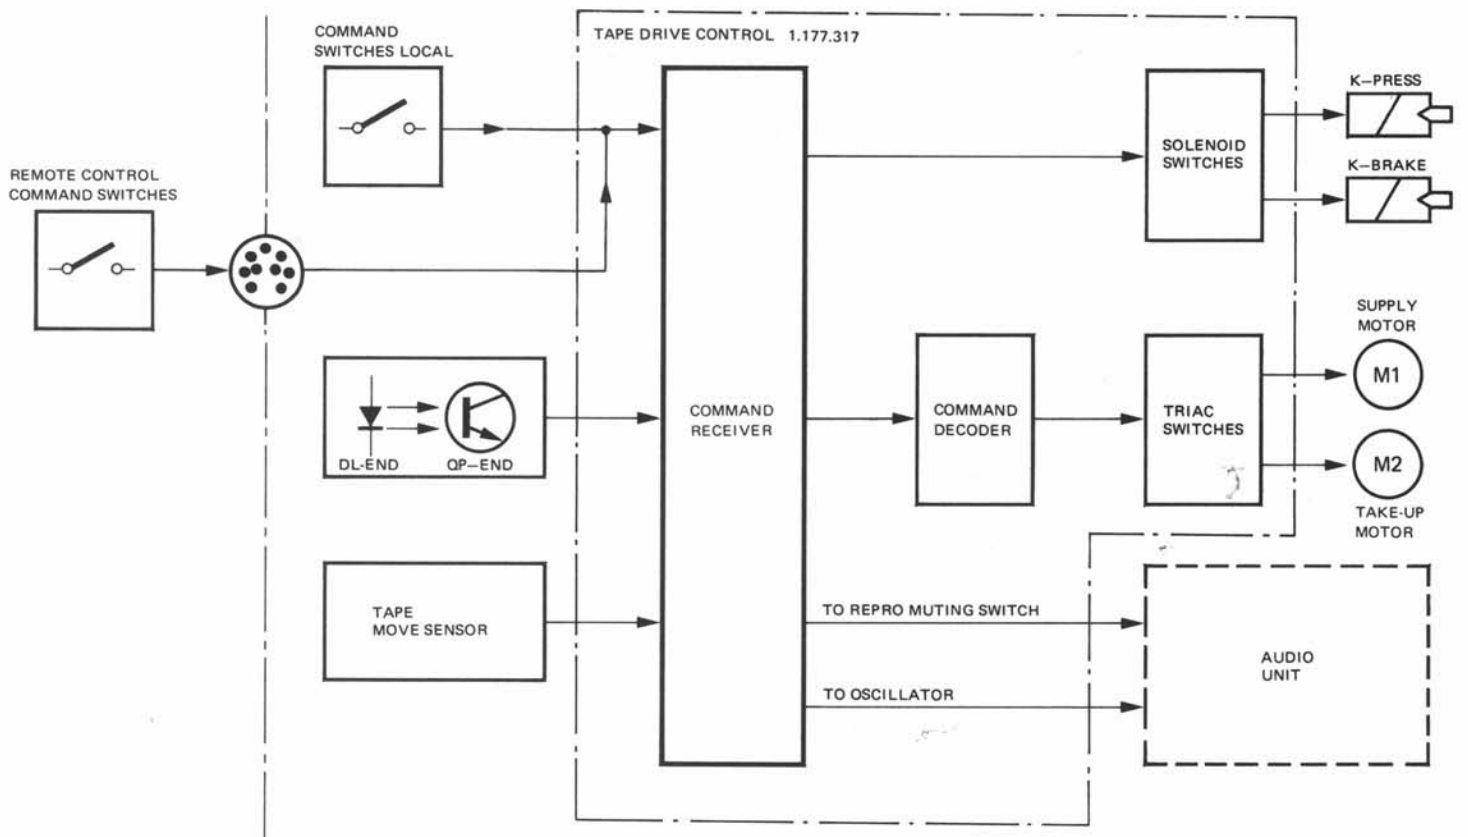 COMMAND
SWITCHES LOCAL
TAPE DRIVE CONTROL 1.177.317
K–PRESS
SOLENOID
SWITCHES
K–BRAKE
REMOTE CONTROL
COMMAND SWITCHES
SUPPLY
MOTOR
M1
COMMAND
RECEIVER
COMMAND
DECODER
TRIAC
SWITCHES
DL-END
QP–END
M2
TAKE-UP
MOTOR
TAPE
MOVE SENSOR
TO REPRO MUTING SWITCH
AUDIO
UNIT
TO OSCILLATOR